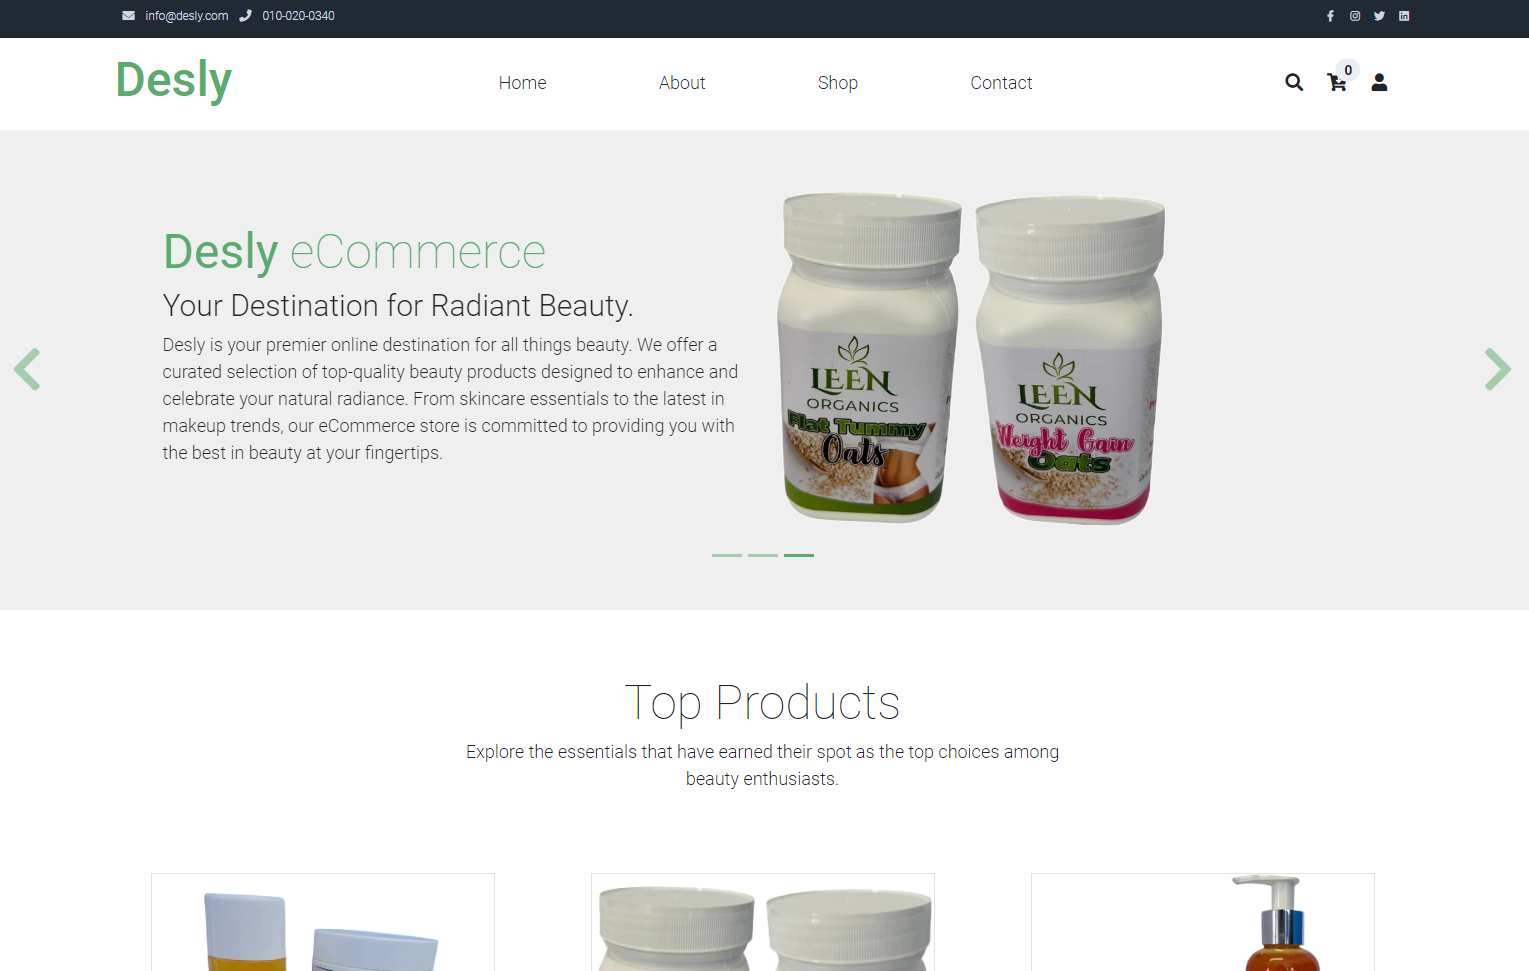 info@desly.com 010-020-0340
Desly
Home About Shop Contact
0
Desly eCommerce
Your Destination for Radiant Beauty.
Desly is your premier online destination for all things beauty. We offer a
curated selection of top-quality beauty products designed to enhance and
celebrate your natural radiance. From skincare essentials to the latest in
makeup trends, our eCommerce store is committed to providing you with
the best in beauty at your fingertips.
LEEN
ORGANICS
Flat Tummy
Oats
LEEN
ORGANICS
Weight Gain
Oats
Top Products
Explore the essentials that have earned their spot as the top choices among
beauty enthusiasts.